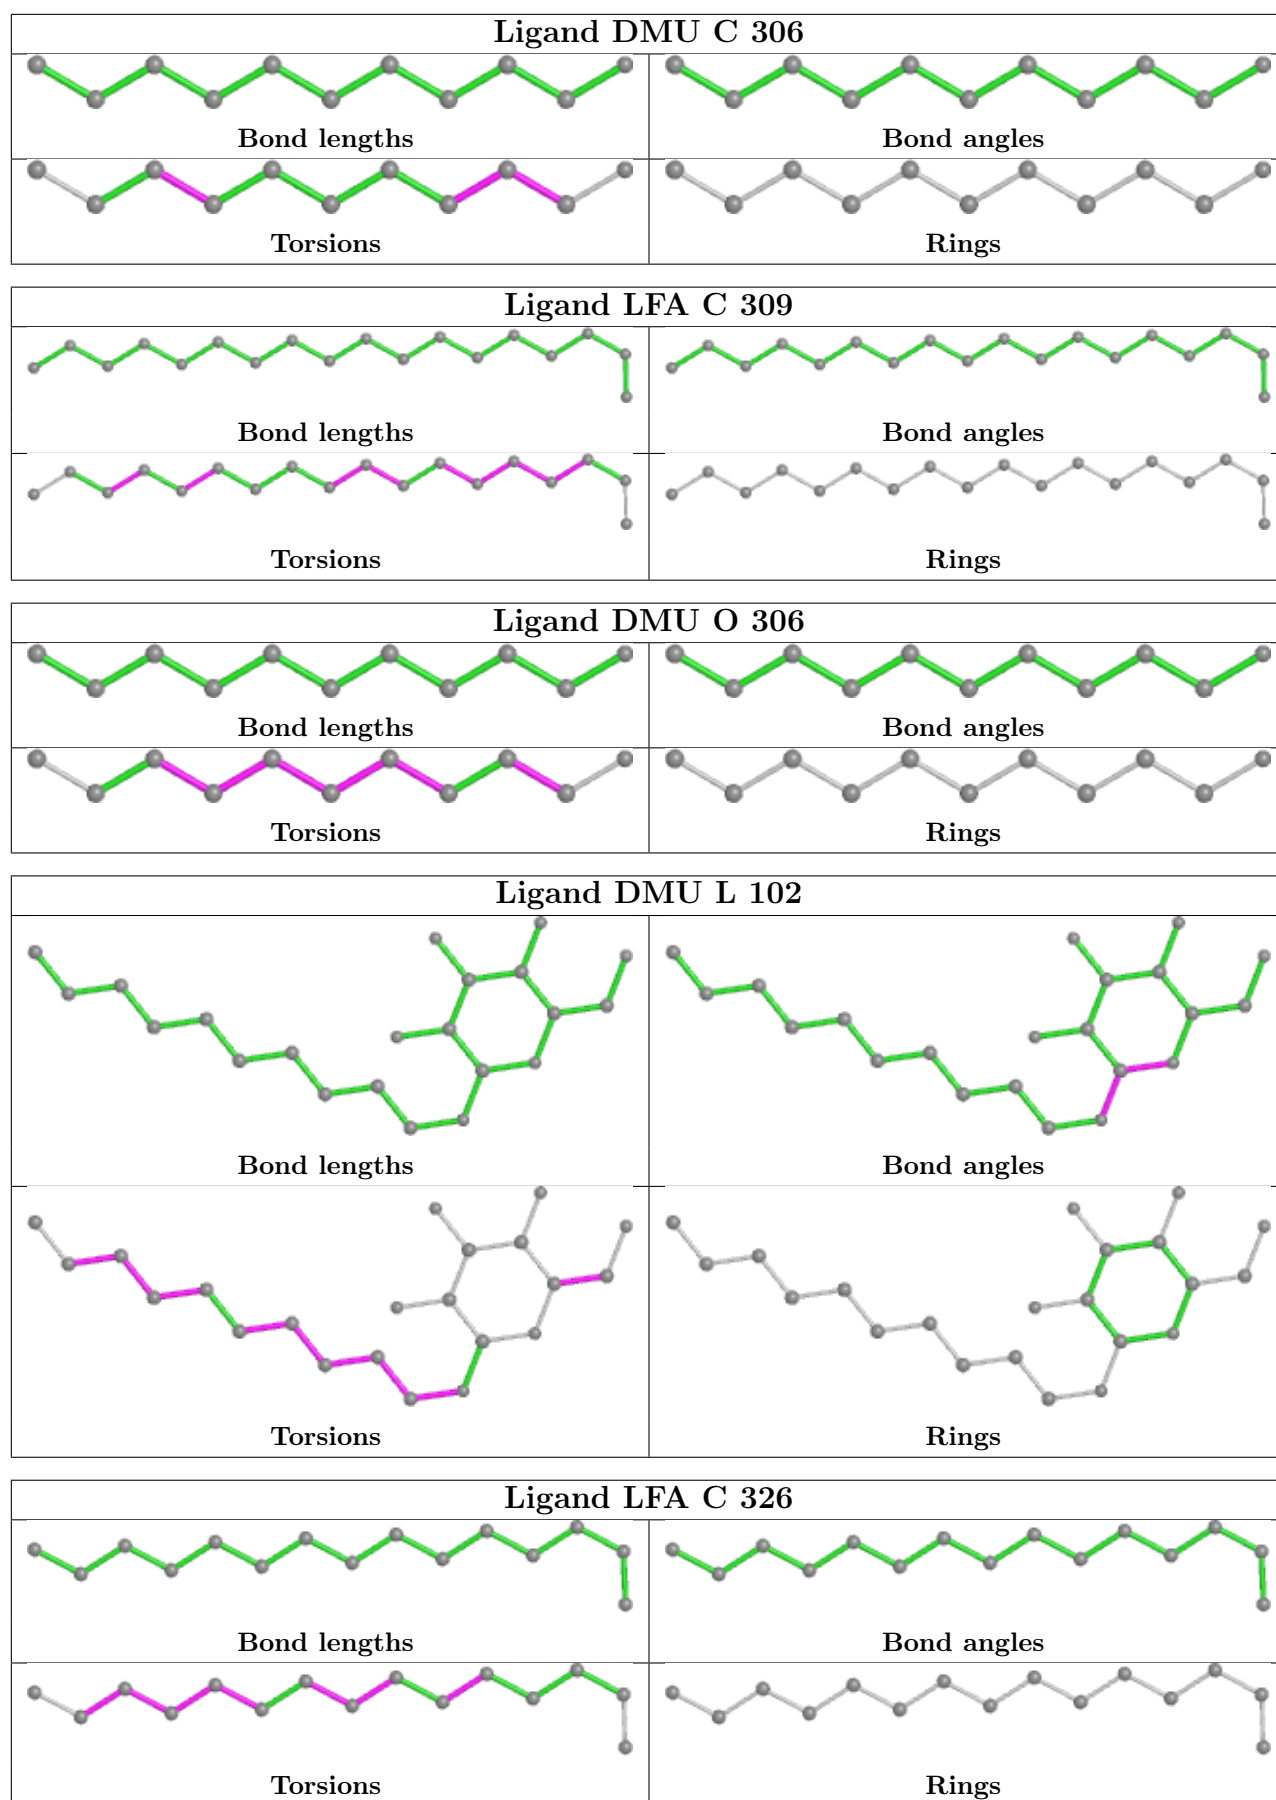 Ligand DMU C 306
Bond lengths
Bond angles
Torsions
Rings
Ligand LFA C 309
Bond lengths
Bond angles
Torsions
Rings
Ligand DMU O 306
Bond lengths
Bond angles
Torsions
Rings
Ligand DMU L 102
Bond lengths
Bond angles
Torsions
Rings
Ligand LFA C 326
Bond lengths
Bond angles
Torsions
Rings